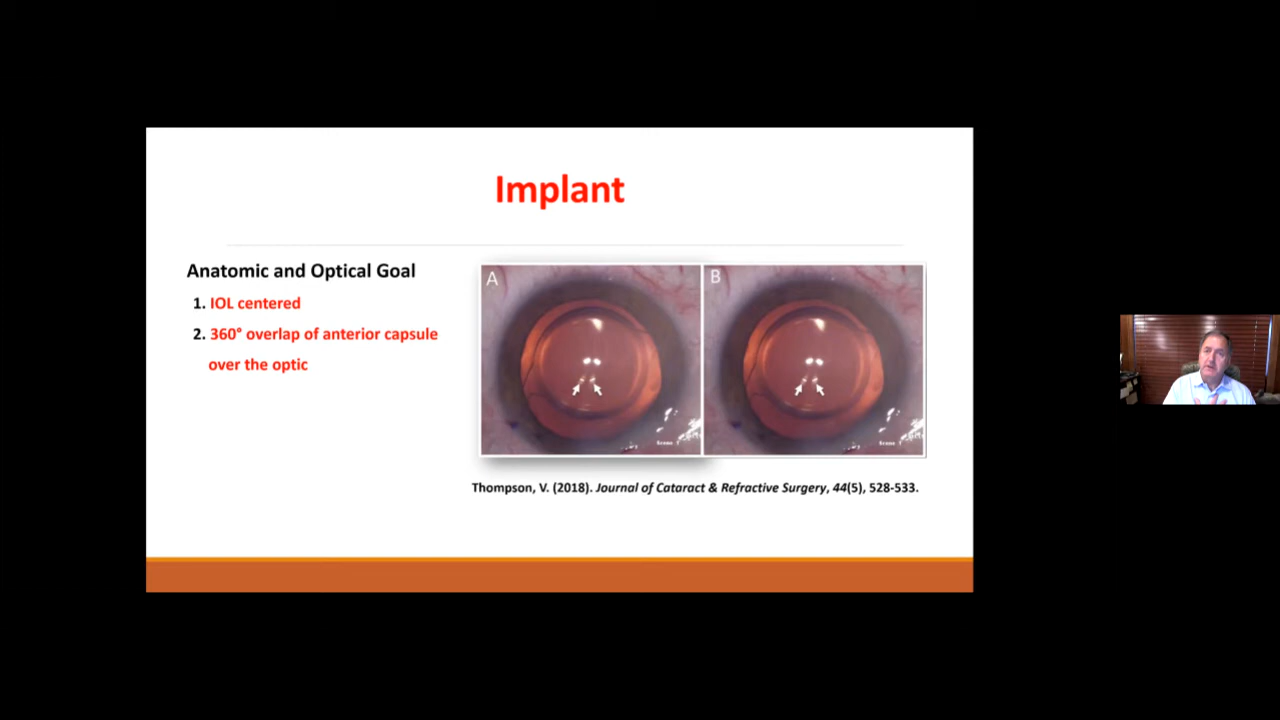 Implant
Anatomic and Optical Goal
1. IOL centered
2. 360° overlap of anterior capsule
over the optic
A
B
Thompson, V. (2018). Journal of Cataract & Refractive Surgery, 44(5), 528-533.